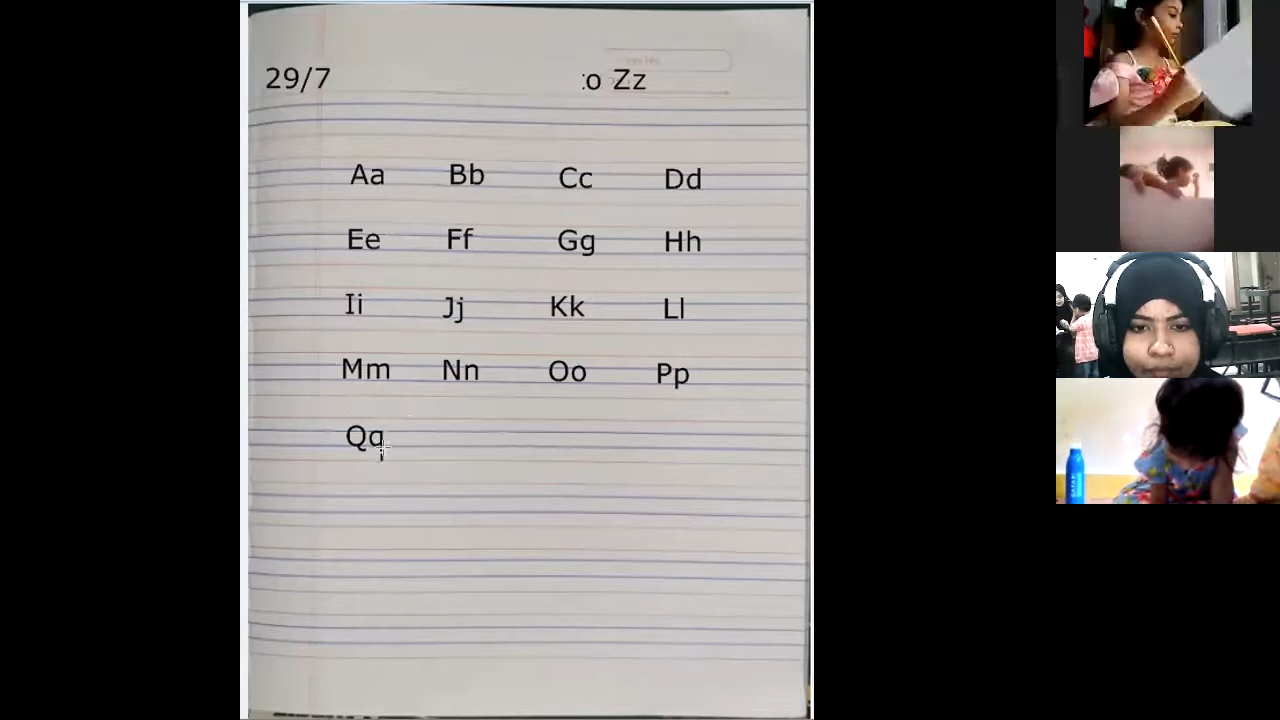 29/7 to Zz
Aa Bb Cc Dd
Ee Ff Gg Hh
Ii Jj Kk Ll
Mm Nn Oo Pp
Qq